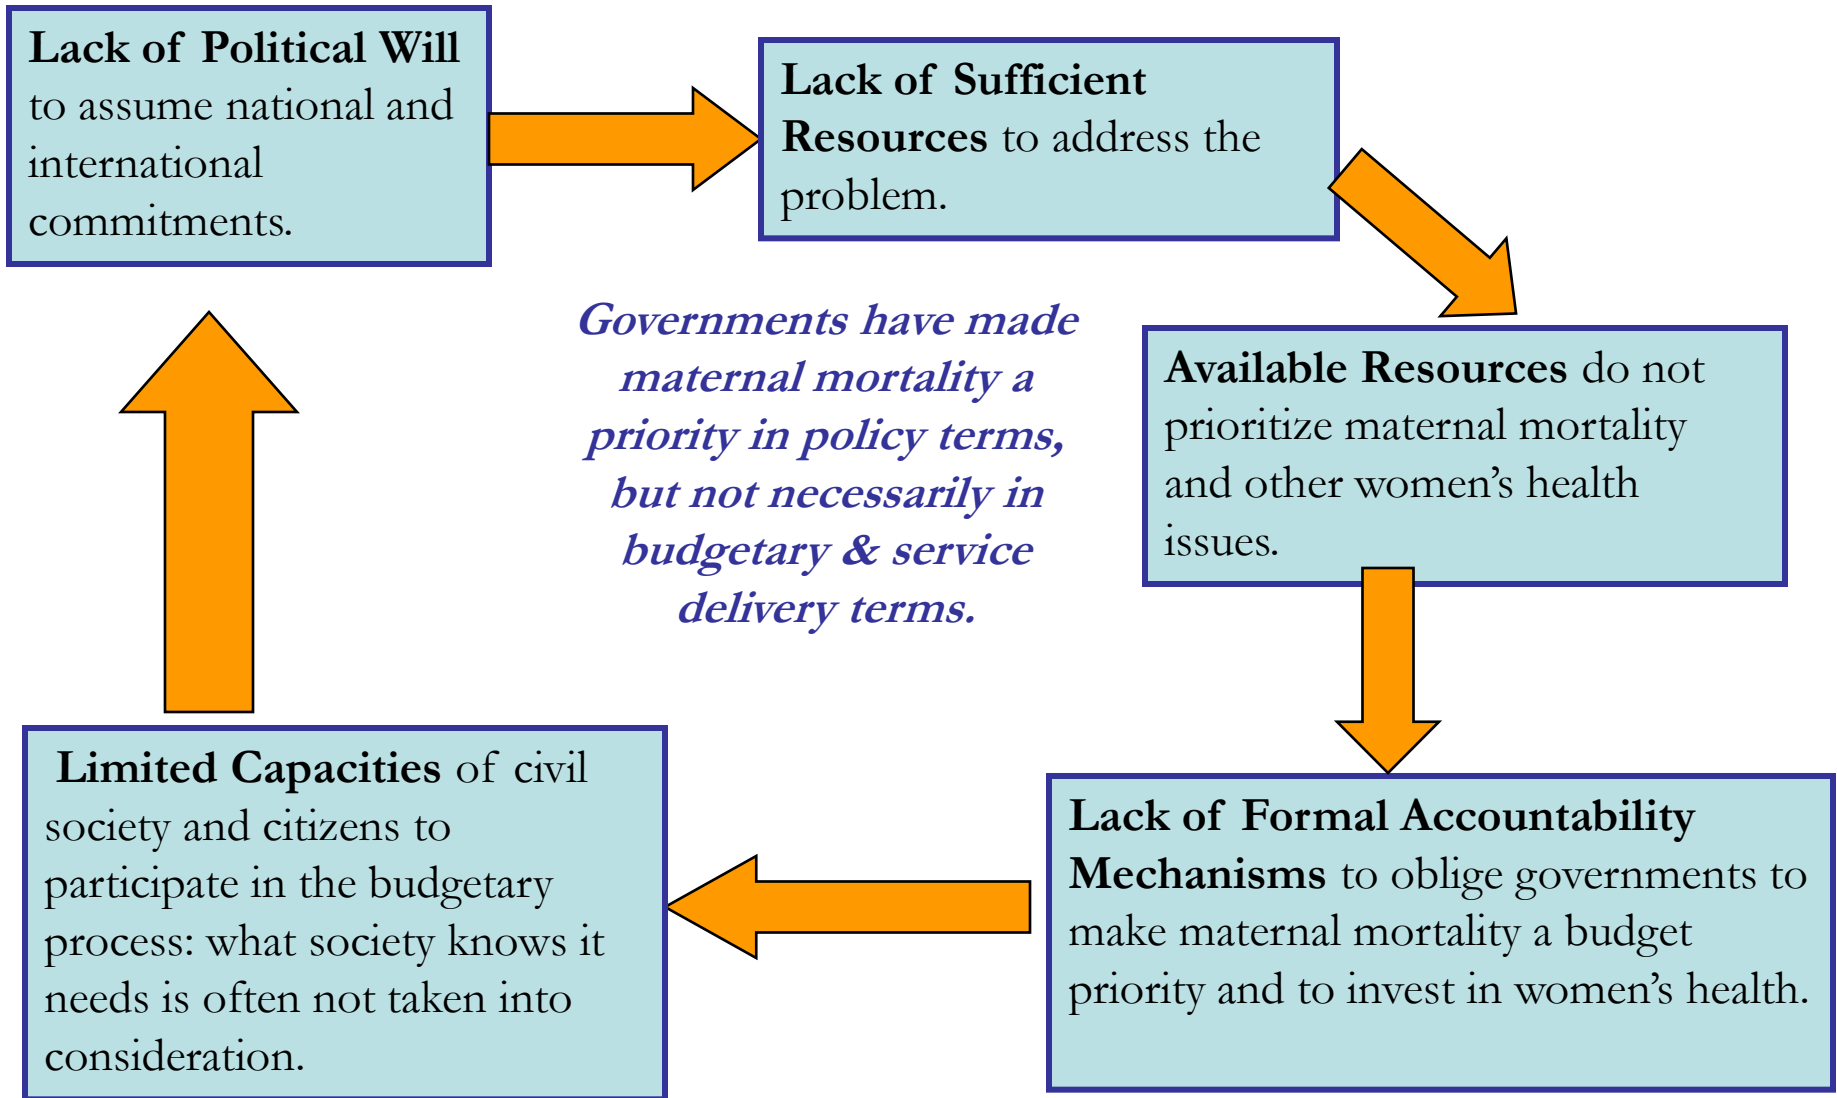 Lack of Political Will
to assume national and
international
commitments.
Lack of Sufficient
Resources to address the
problem.
Governments have made
maternal mortality a
priority in policy terms,
but not necessarily in
budgetary & service
delivery terms.
Available Resources do not
prioritize maternal mortality
and other women’s health
issues.
Lack of Formal Accountability
Mechanisms to oblige governments to
make maternal mortality a budget
priority and to invest in women’s health.
Limited Capacities of civil
society and citizens to
participate in the budgetary
process: what society knows it
needs is often not taken into
consideration.